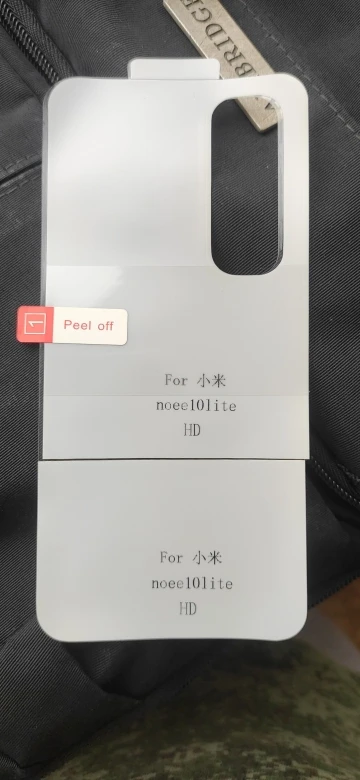 BRIDGE
1
Peel off
For 小米
noee10lite
HD
For 小米
noee10lite
HD